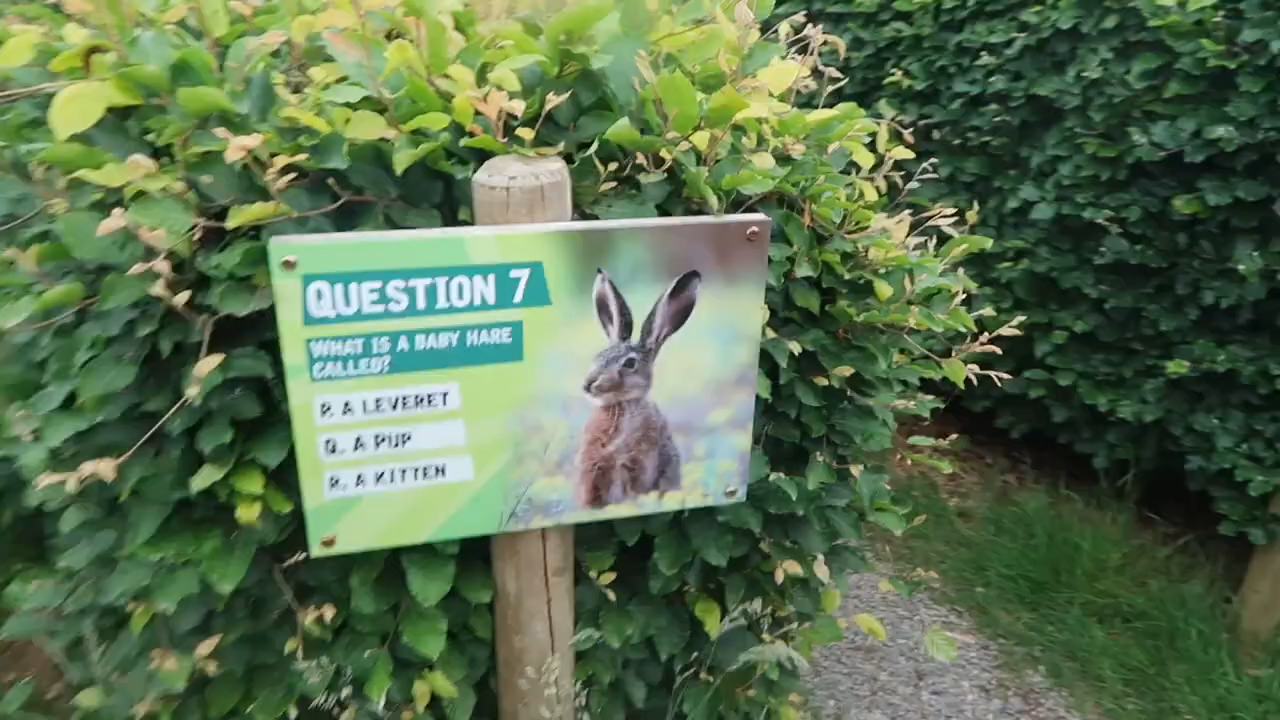 QUESTION 7
WHAT IS A BABY HARE
CALLED?
P. A LEVERET
Q. A PUP
R. A KITTEN